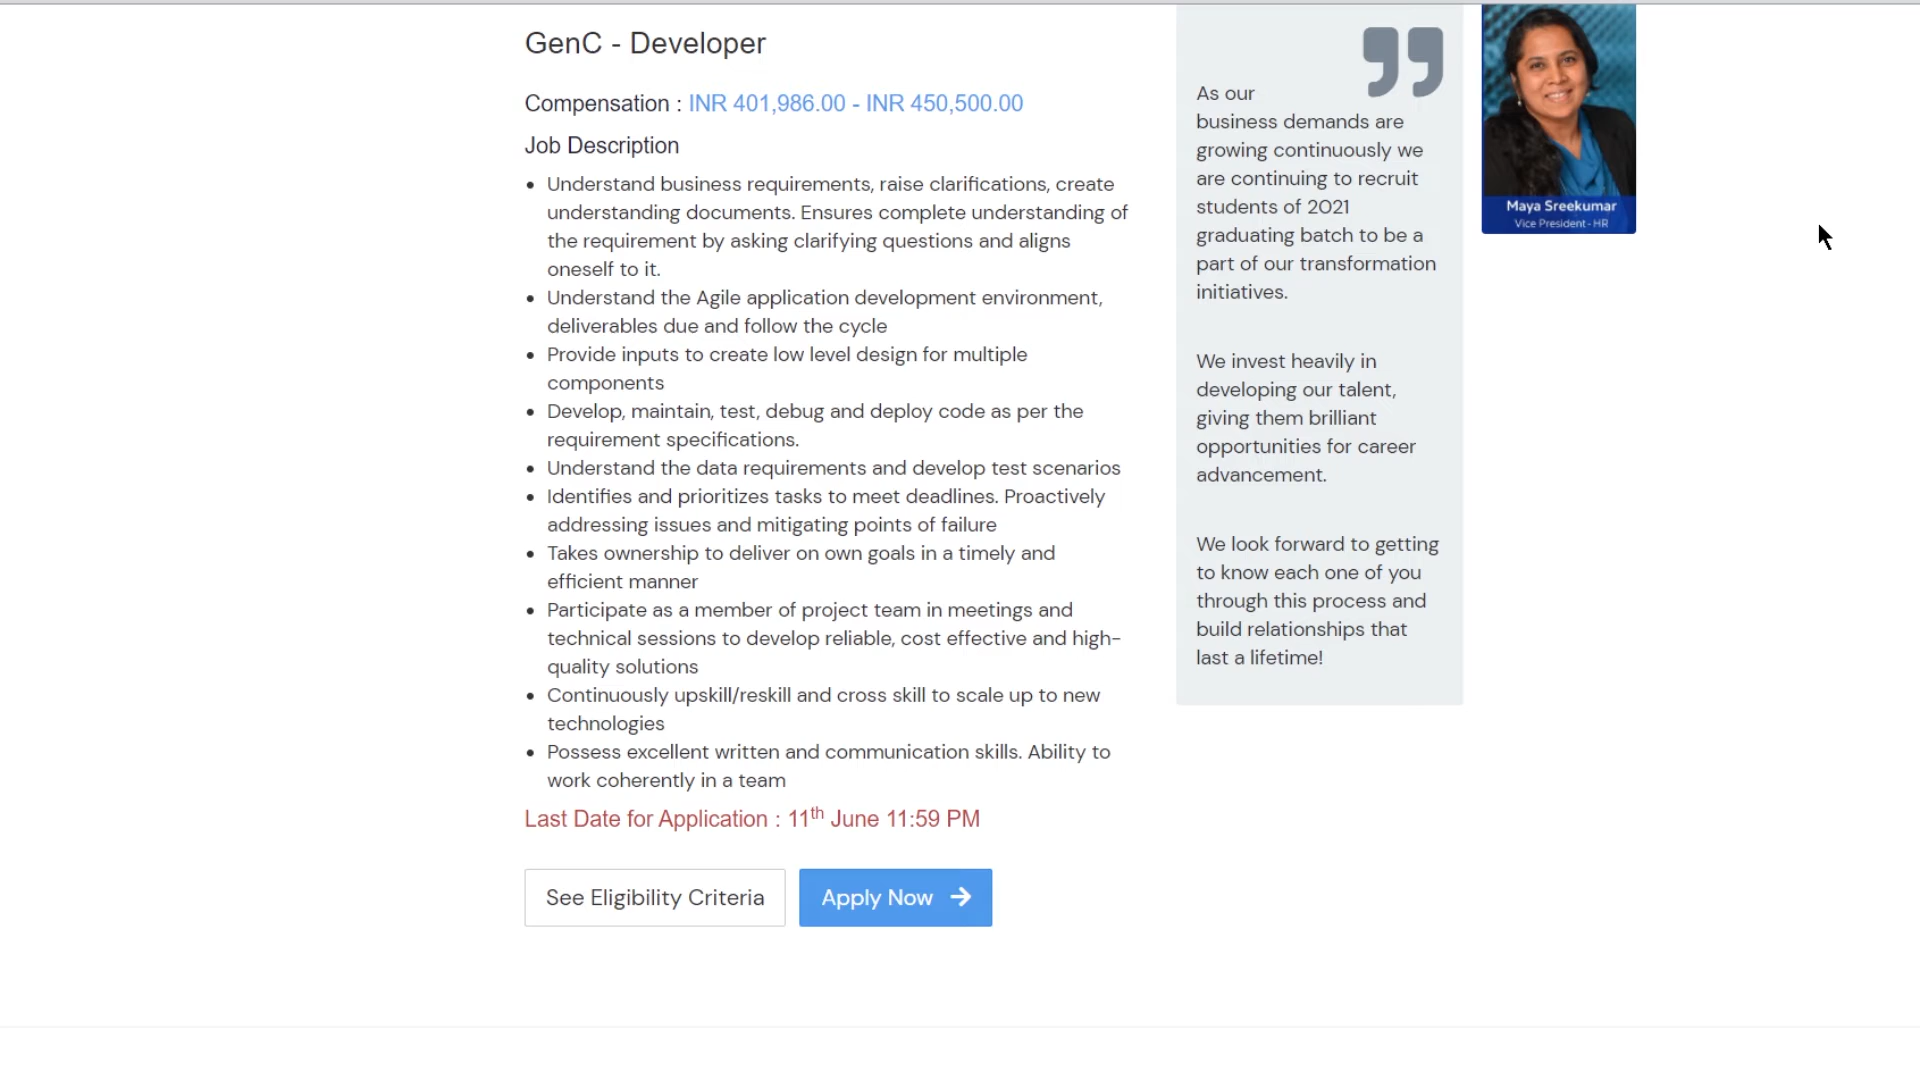 GenC - Developer
Compensation : INR 401,986.00 - INR 450,500.00
Job Description
• Understand business requirements, raise clarifications, create
understanding documents. Ensures complete understanding of
the requirement by asking clarifying questions and aligns
oneself to it.
• Understand the Agile application development environment,
deliverables due and follow the cycle
• Provide inputs to create low level design for multiple
components
• Develop, maintain, test, debug and deploy code as per the
requirement specifications.
• Understand the data requirements and develop test scenarios
• Identifies and prioritizes tasks to meet deadlines. Proactively
addressing issues and mitigating points of failure
• Takes ownership to deliver on own goals in a timely and
efficient manner
• Participate as a member of project team in meetings and
technical sessions to develop reliable, cost effective and high-
quality solutions
• Continuously upskill/reskill and cross skill to scale up to new
technologies
• Possess excellent written and communication skills. Ability to
work coherently in a team
Last Date for Application : 11th June 11:59 PM
See Eligibility Criteria
Apply Now →
”
As our
business demands are
growing continuously we
are continuing to recruit
students of 2021
graduating batch to be a
part of our transformation
initiatives.
We invest heavily in
developing our talent,
giving them brilliant
opportunities for career
advancement.
We look forward to getting
to know each one of you
through this process and
build relationships that
last a lifetime!
Maya Sreekumar
Vice President - HR